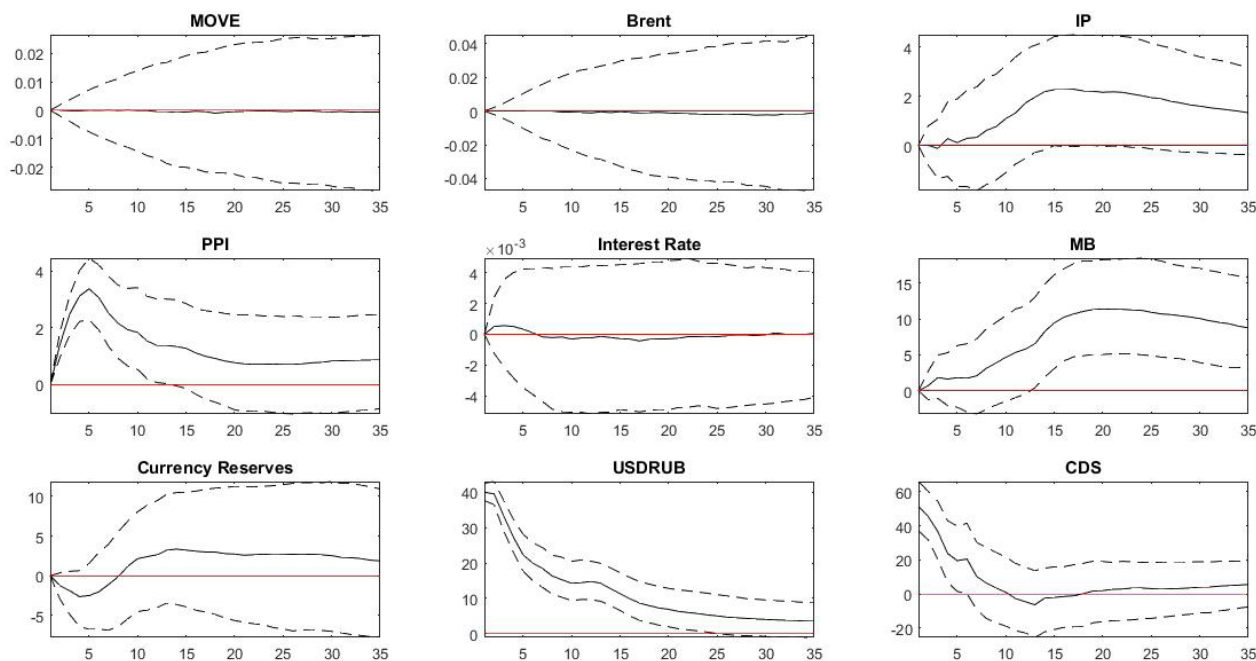 MOVE Brent IP
0.02 0.04 4
0.01 0.02 2
0 0 0
-0.01 -0.02
-0.02 -0.04
5 10 15 20 25 30 35 5 10 15 20 25 30 35 5 10 15 20 25 30 35
PPI Interest Rate MB
× 10-3
4 4 15
2 2 10
0 0 5
-2 0
-4
5 10 15 20 25 30 35 5 10 15 20 25 30 35 5 10 15 20 25 30 35
Currency Reserves USDRUB CDS
10 40 60
5 30 40
0 20 20
-5 10 0
0 -20
5 10 15 20 25 30 35 5 10 15 20 25 30 35 5 10 15 20 25 30 35